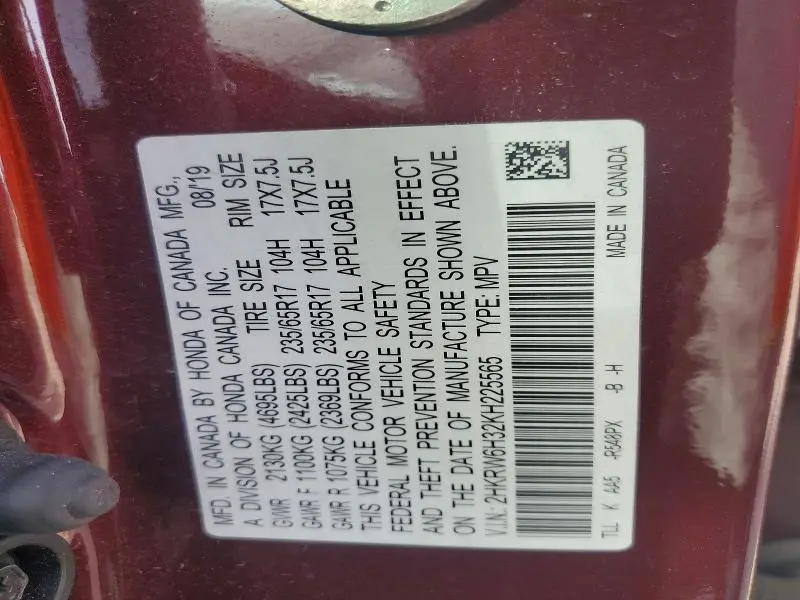 MFD. IN CANADA BY HONDA OF CANADA MFG.,
A DIVISION OF HONDA CANADA INC. 08/19
GVWR 2130KG (4695LBS) TIRE SIZE RIM SIZE
GAWR F 1100KG (2425LBS) 235/65R17 104H 17X7.5J
GAWR R 1075KG (2369LBS) 235/65R17 104H 17X7.5J
THIS VEHICLE CONFORMS TO ALL APPLICABLE
FEDERAL MOTOR VEHICLE SAFETY
AND THEFT PREVENTION STANDARDS IN EFFECT
ON THE DATE OF MANUFACTURE SHOWN ABOVE.
V.I.N.: 2HKRW6H32KH225565 TYPE: MPV
TLL K AA5 -R548PX -B -H MADE IN CANADA